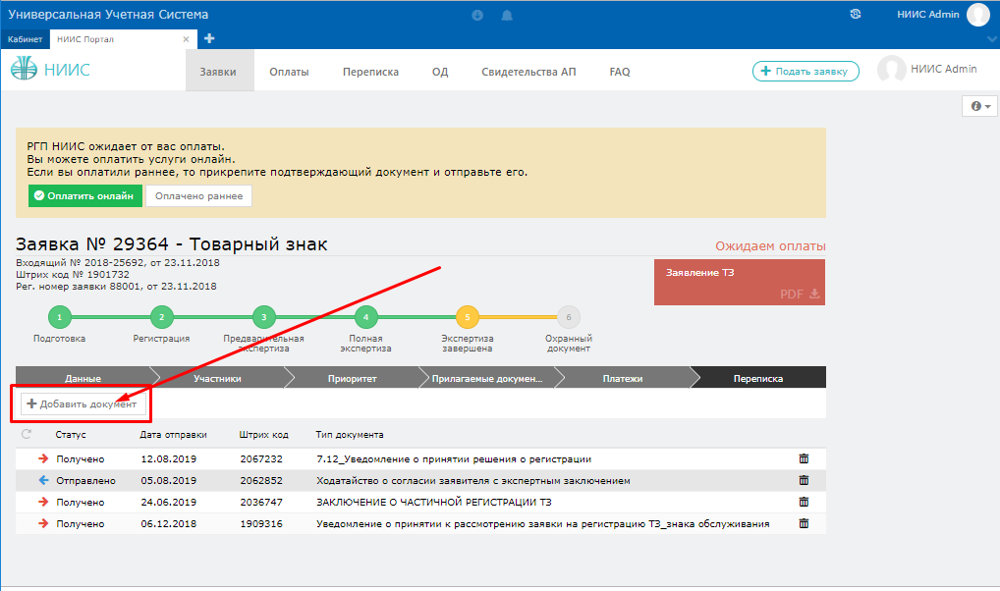 Универсальная Учетная Система
НИИС Admin
Кабинет
НИИС Портал
НИИС
Заявки
Оплаты
Переписка
ОД
Свидетельства АП
FAQ
Подать заявку
НИИС Admin
РГП НИИС ожидает от вас оплаты.
Вы можете оплатить услуги онлайн.
Если вы оплатили раннее, то прикрепите подтверждающий документ и отправьте его.
Оплатить онлайн
Оплачено раннее
Заявка № 29364 - Товарный знак
Ожидаем оплаты
Входящий № 2018-25692, от 23.11.2018
Штрих код № 1901732
Рег. номер заявки 88001, от 23.11.2018
Заявление ТЗ
PDF
1 2 3 4 5 6
Подготовка
Регистрация
Предварительная
экспертиза
Полная
экспертиза
Экспертиза
завершена
Охранный
документ
Данные
Участники
Приоритет
Прилагаемые докумен...
Платежи
Переписка
Добавить документ
Статус Дата отправки Штрих код Тип документа
Получено 12.08.2019 2067232 7.12_Уведомление о принятии решения о регистрации
Отправлено 05.08.2019 2062852 Ходатайство о согласии заявителя с экспертным заключением
Получено 24.06.2019 2036747 ЗАКЛЮЧЕНИЕ О ЧАСТИЧНОЙ РЕГИСТРАЦИИ ТЗ
Получено 06.12.2018 1909316 Уведомление о принятии к рассмотрению заявки на регистрацию ТЗ_знака обслуживания